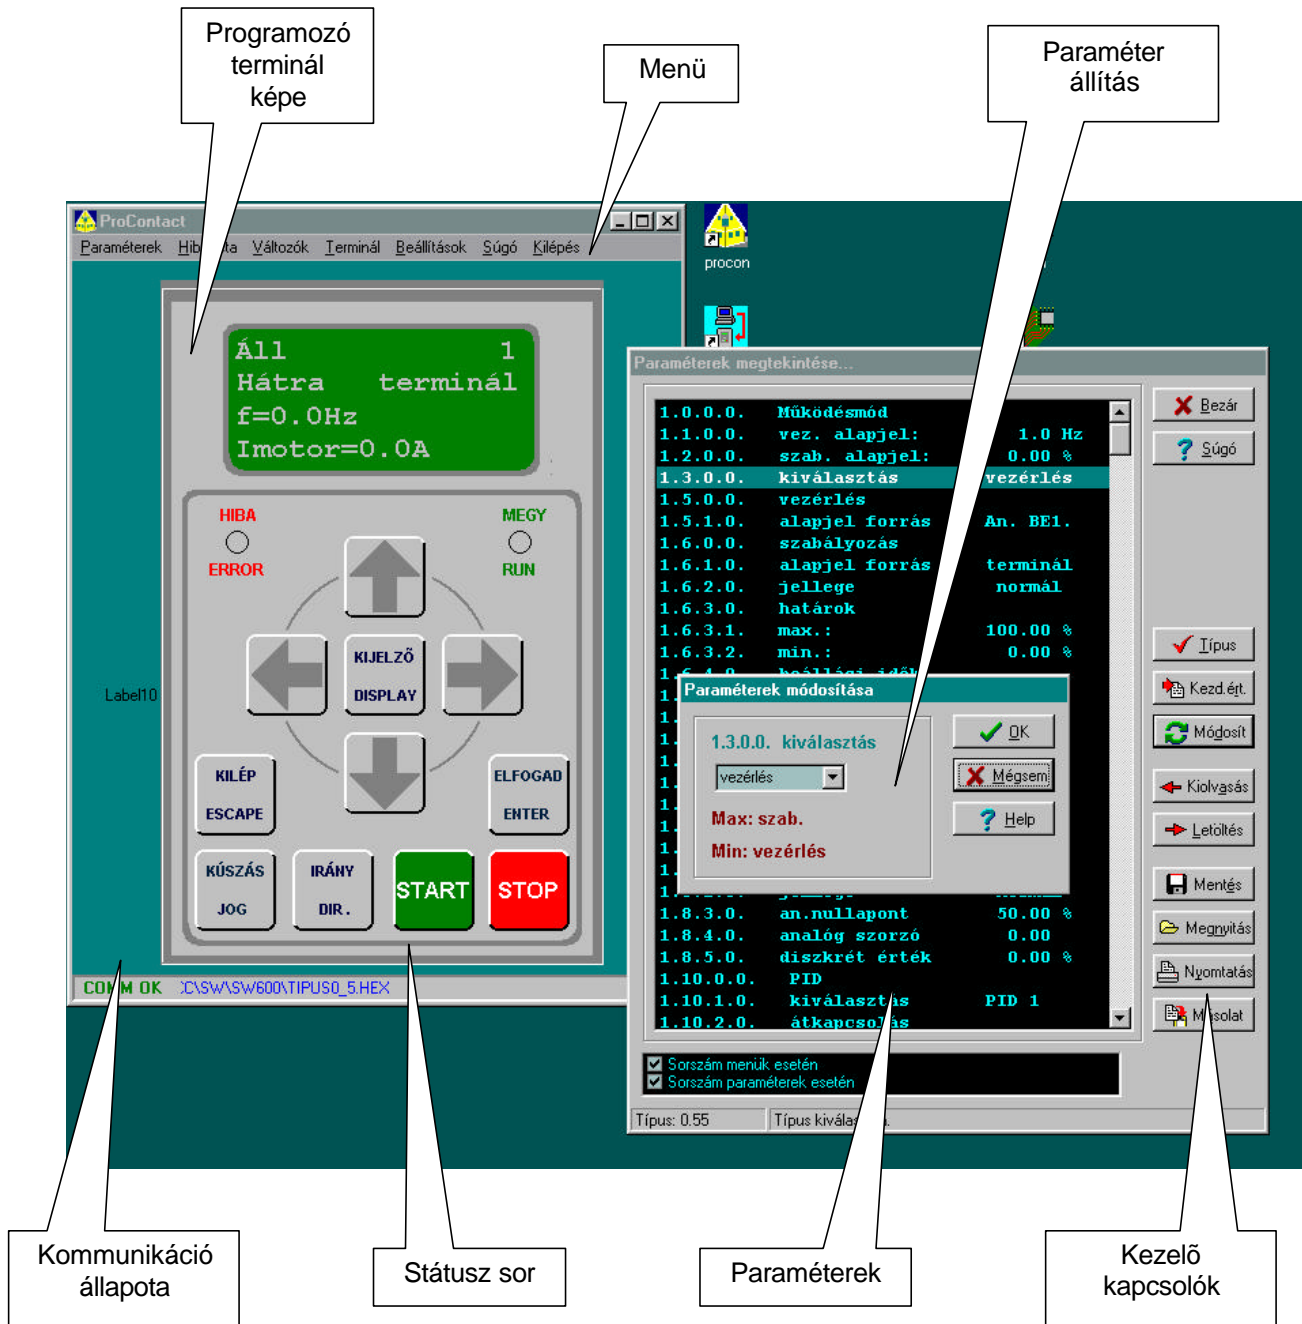 Programozó
terminál
képe
Menü
Paraméter
állítás
ProContact
Paraméterek Változók Terminál Beállítások Súgó Kilépés
procon
Áll 1
Hátra terminál
f=0.0Hz
Imotor=0.0A
HIBA
ERROR
MEGY
RUN
KIJELZŐ
DISPLAY
Label10
KILÉP
ESCAPE
ELFOGAD
ENTER
KÚSZÁS
JOG
IRÁNY
DIR.
START
STOP
COMM OK C:\SW\SW600\TIPUS0_5.HEX
Paraméterek megtekintése...
1.0.0.0. Működésmód
1.1.0.0. vez. alapjel: 1.0 Hz
1.2.0.0. szab. alapjel: 0.00 %
1.3.0.0. kiválasztás vezérlés
1.5.0.0. vezérlés
1.5.1.0. alapjel forrás An. BE1.
1.6.0.0. szabályozás
1.6.1.0. alapjel forrás terminál
1.6.2.0. jellege normál
1.6.3.0. határok
1.6.3.1. max.: 100.00 %
1.6.3.2. min.: 0.00 %
Paraméterek módosítása
1.3.0.0. kiválasztás
vezérlés
Max: szab.
Min: vezérlés
OK
Mégsem
Help
1.8.3.0. an.nullapont 50.00 %
1.8.4.0. analóg szorzó 0.00
1.8.5.0. diszkrét érték 0.00 %
1.10.0.0. PID
1.10.1.0. kiválasztás PID 1
1.10.2.0. átkapcsolás
Bezár
Súgó
Típus
Kezd.ért.
Módosít
Kiolvasás
Letöltés
Mentés
Megnyitás
Nyomtatás
Másolat
Sorszám menük esetén
Sorszám paraméterek esetén
Típus: 0.55
Típus
Kommunikáció
állapota
Státusz sor
Paraméterek
Kezelõ
kapcsolók